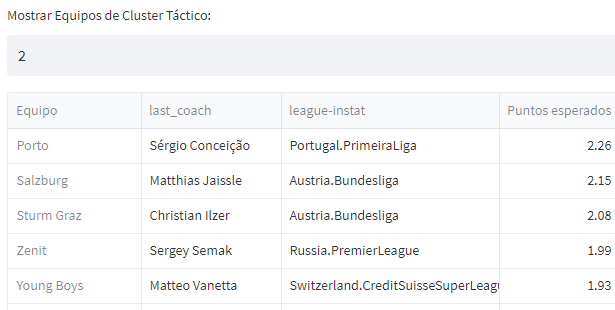 Mostrar Equipos de Cluster Táctico:
2
Equipo last_coach league-instat Puntos esperados
Porto Sérgio Conceição Portugal.PrimeiraLiga 2.26
Salzburg Matthias Jaissle Austria.Bundesliga 2.15
Sturm Graz Christian Ilzer Austria.Bundesliga 2.08
Zenit Sergey Semak Russia.PremierLeague 1.99
Young Boys Matteo Vanetta Switzerland.CreditSuisseSuperLeagu 1.93